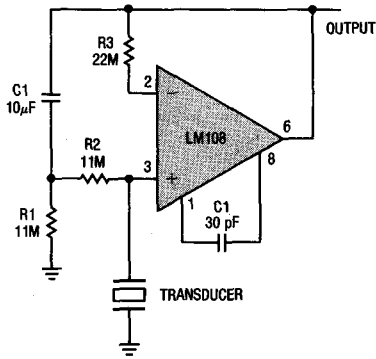 OUTPUT
R3
22M
C1
10μF
2
LM108
6
8
R2
11M
3
1
R1
11M
C1
30 pF
TRANSDUCER